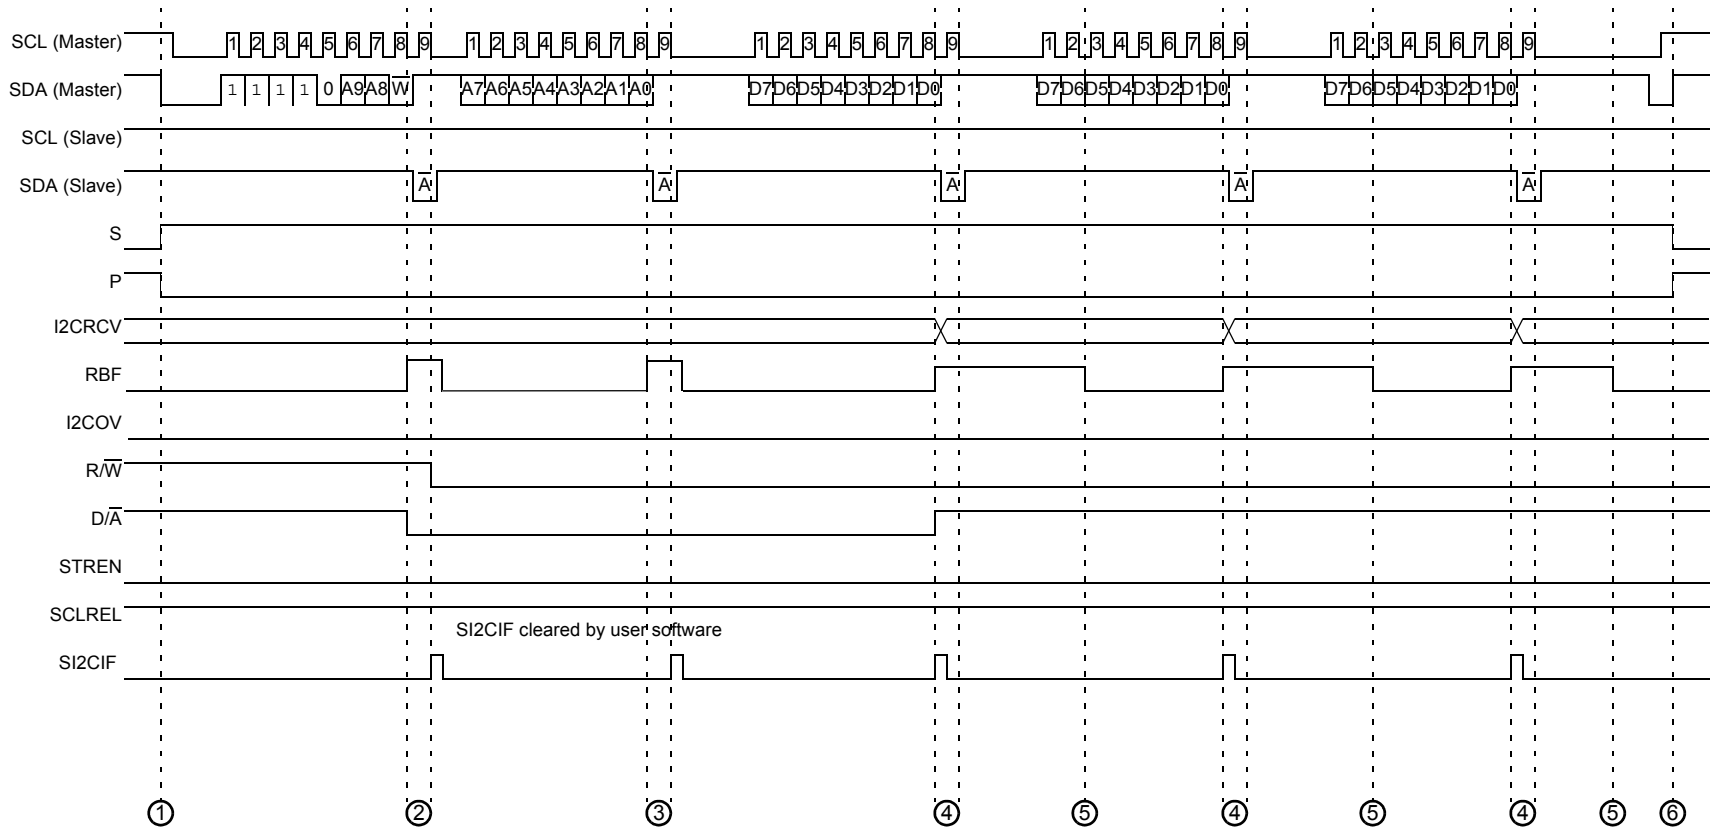 SCL (Master) 1 2 3 4 5 6 7 8 9 1 2 3 4 5 6 7 8 9 1 2 3 4 5 6 7 8 9 1 2 3 4 5 6 7 8 9 1 2 3 4 5 6 7 8 9
SDA (Master) 1 1 1 1 0 A9 A8 W̅ A7 A6 A5 A4 A3 A2 A1 A0 D7 D6 D5 D4 D3 D2 D1 D0 D7 D6 D5 D4 D3 D2 D1 D0 D7 D6 D5 D4 D3 D2 D1 D0
SCL (Slave)
SDA (Slave) A̅ A̅ A̅ A̅ A̅
S
P
I2CRCV
RBF
I2COV
R/W̅
D/A̅
STREN
SCLREL
SI2CIF cleared by user software
SI2CIF
① ② ③ ④ ⑤ ④ ⑤ ④ ⑤ ⑥